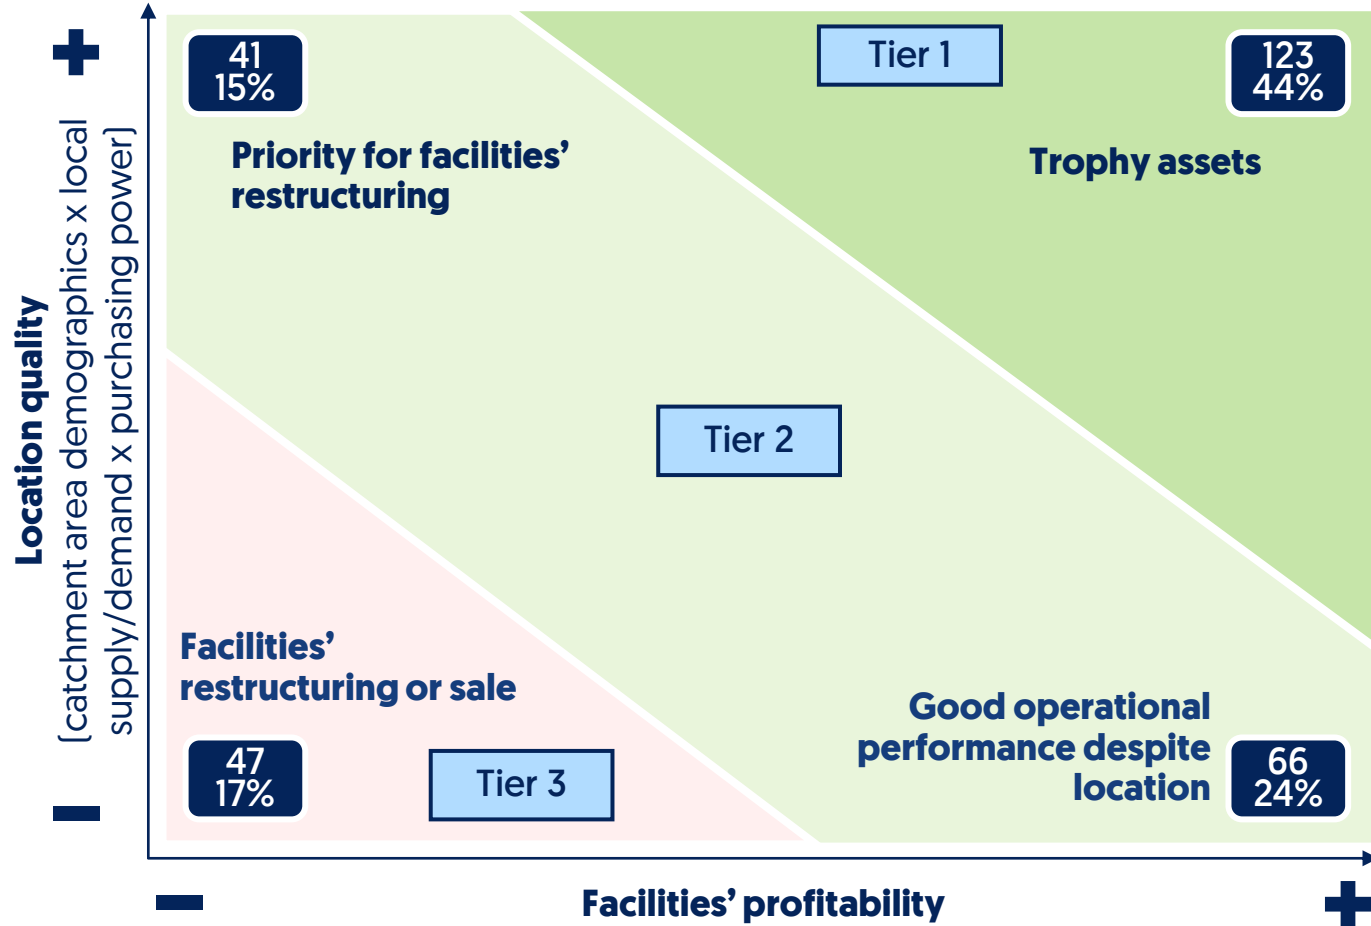 41
15%
Priority for facilities’
restructuring
Tier 1
123
44%
Trophy assets
Tier 2
Facilities’
restructuring or sale
47
17%
Tier 3
Good operational
performance despite
location
66
24%
Location quality
(catchment area demographics x local
supply/demand x purchasing power)
+
−
−
Facilities’ profitability
+